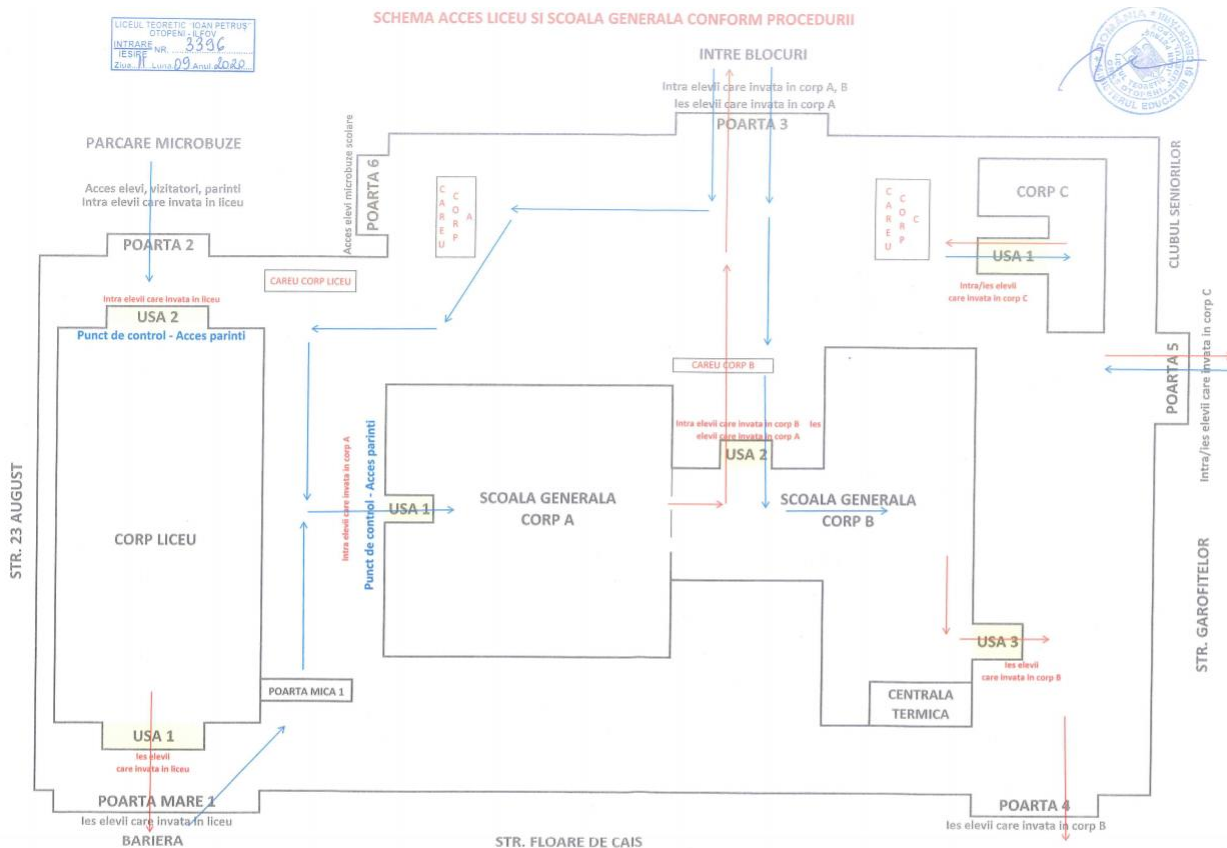 SCHEMA ACCES LICEU SI SCOALA GENERALA CONFORM PROCEDURII
LICEUL TEORETIC "IOAN PETRUȘ"
OTOPENI - ILFOV
INTRARE
IESIRE NR. 3396
Ziua 11 Luna 09 Anul 2020
INTRE BLOCURI
Intra elevii care invata in corp A, B
Ies elevii care invata in corp A
POARTA 3
PARCARE MICROBUZE
Acces elevi, vizitatori, parinti
Intra elevii care invata in liceu
POARTA 2
Acces elevi microbuze scolare
POARTA 6
CAREU
CORP
A
CAREU
CORP
C
CORP C
CLUBUL SENIORILOR
USA 1
Intra/ies elevii
care invata in corp C
CAREU CORP LICEU
Intra elevii care invata in liceu
USA 2
Punct de control - Acces parinti
CAREU CORP B
POARTA 5
Intra/ies elevii care invata in corp C
Intra elevii care invata in corp B Ies
elevii care invata in corp A
USA 2
Intra elevii care invata in corp A
Punct de control - Acces parinti
USA 1
SCOALA GENERALA
CORP A
SCOALA GENERALA
CORP B
STR. 23 AUGUST
CORP LICEU
STR. GAROFITELOR
USA 3
Ies elevii
care invata in corp B
POARTA MICA 1
CENTRALA
TERMICA
USA 1
Ies elevii
care invata in liceu
POARTA MARE 1
Ies elevii care invata in liceu
BARIERA
POARTA 4
Ies elevii care invata in corp B
STR. FLOARE DE CAIS